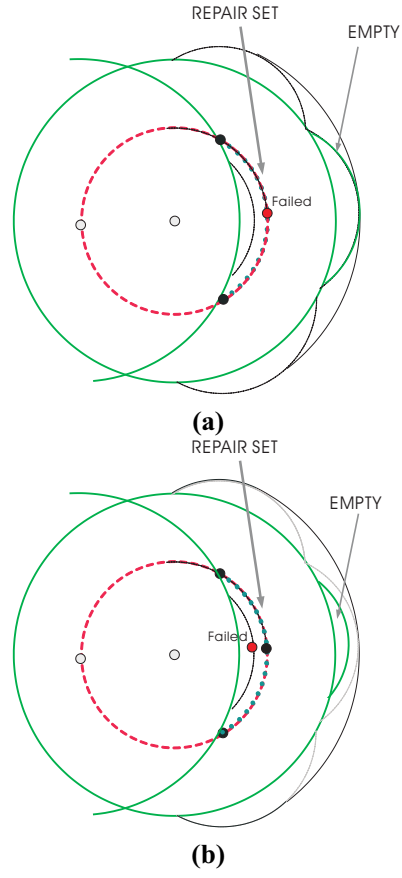 REPAIR SET
EMPTY
Failed
(a)
REPAIR SET
EMPTY
Failed
(b)